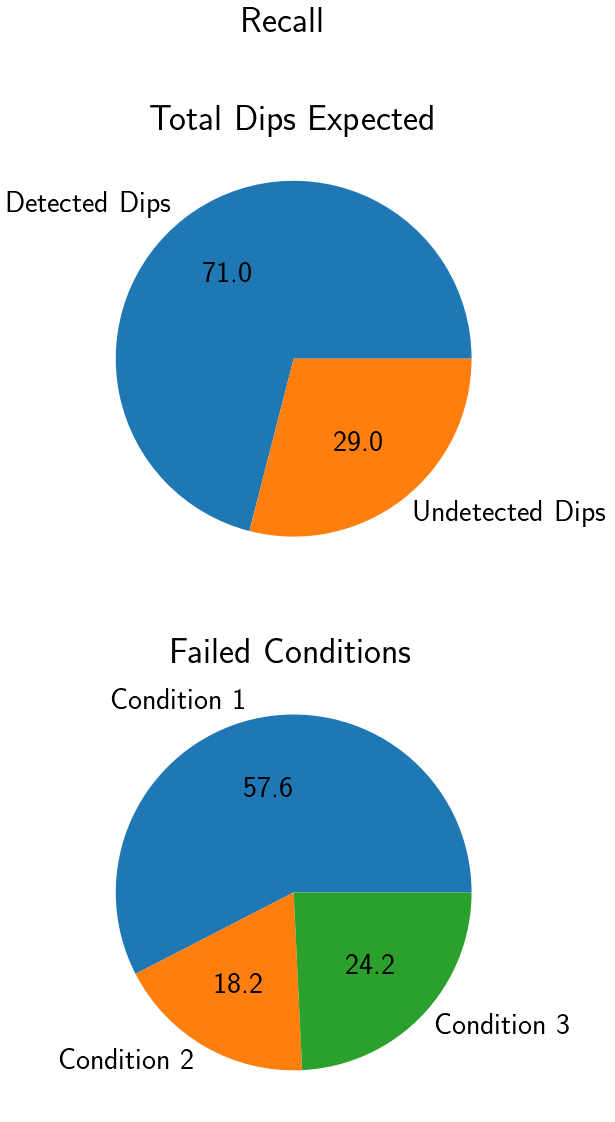 Recall
Total Dips Expected
Detected Dips
71.0
29.0
Undetected Dips
Failed Conditions
Condition 1
57.6
24.2
18.2
Condition 3
Condition 2